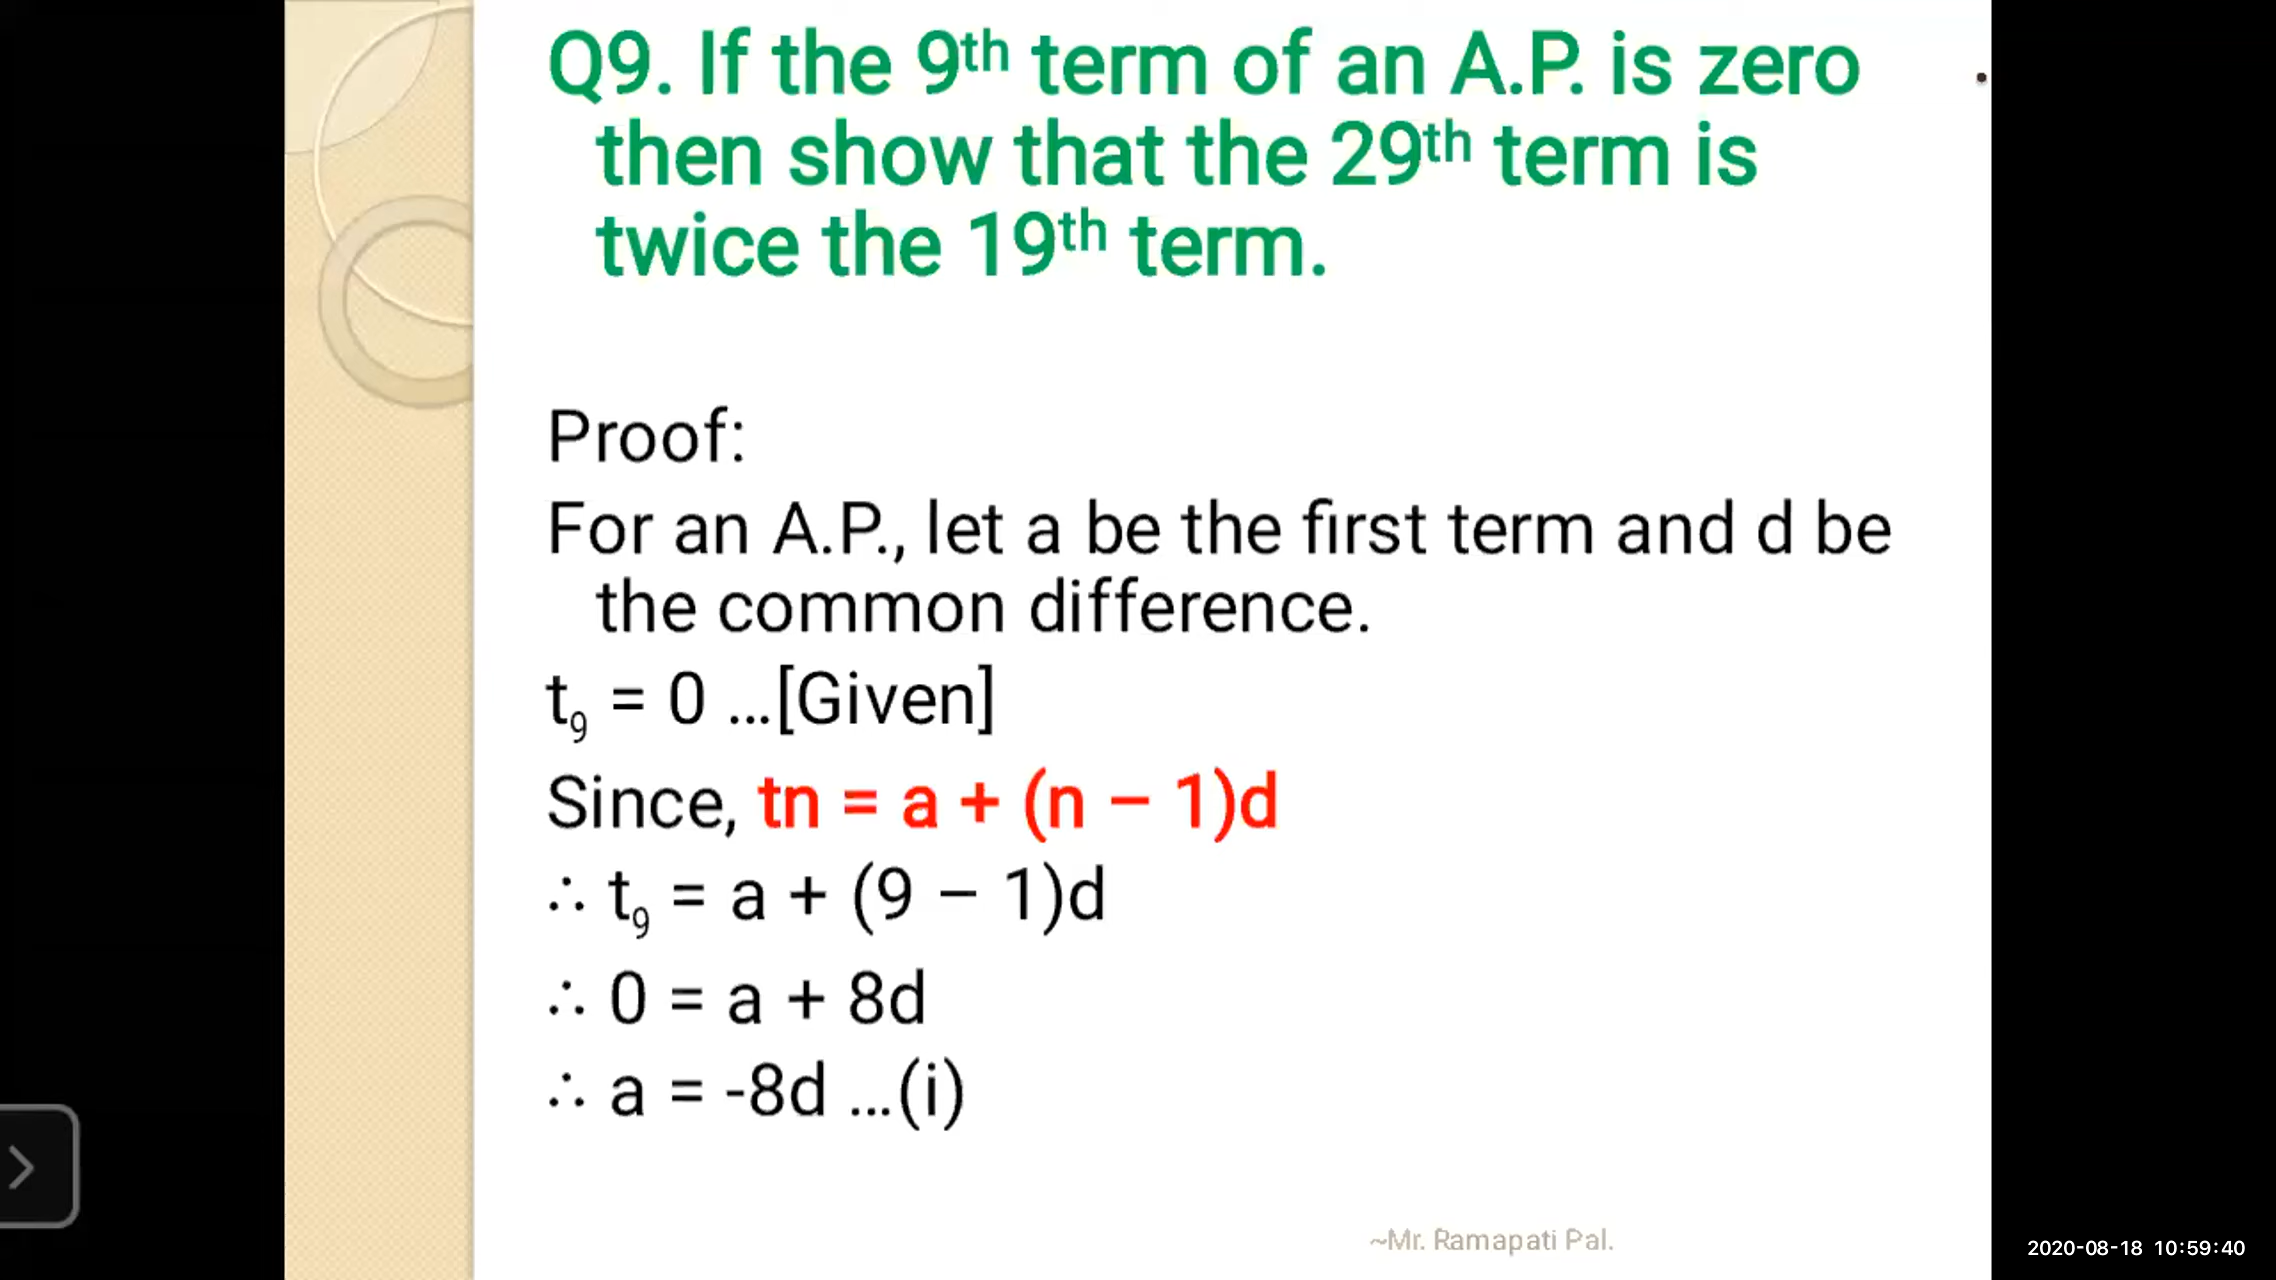 Q9. If the 9th term of an A.P. is zero
then show that the 29th term is
twice the 19th term.
Proof:
For an A.P., let a be the first term and d be
the common difference.
t₉ = 0 ...[Given]
Since, tn = a + (n – 1)d
∴ t₉ = a + (9 – 1)d
∴ 0 = a + 8d
∴ a = -8d ...(i)
~Mr. Ramapati Pal.
2020-08-18 10:59:40